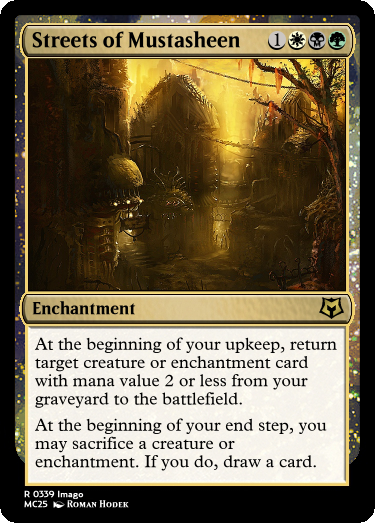 Streets of Mustasheen 1
Enchantment
At the beginning of your upkeep, return
target creature or enchantment card
with mana value 2 or less from your
graveyard to the battlefield.
At the beginning of your end step, you
may sacrifice a creature or
enchantment. If you do, draw a card.
R 0339 Imago
MC25 Roman Hodek